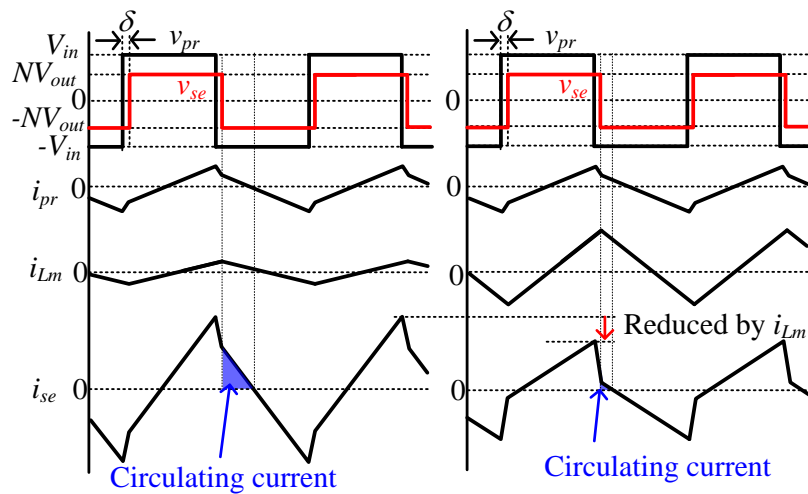 δ
V_in
v_pr
NV_out
v_se
0
-NV_out
-V_in
i_pr 0
i_Lm 0
i_se 0
Circulating current
δ
v_pr
v_se
0
0
0
Reduced by i_Lm
0
Circulating current